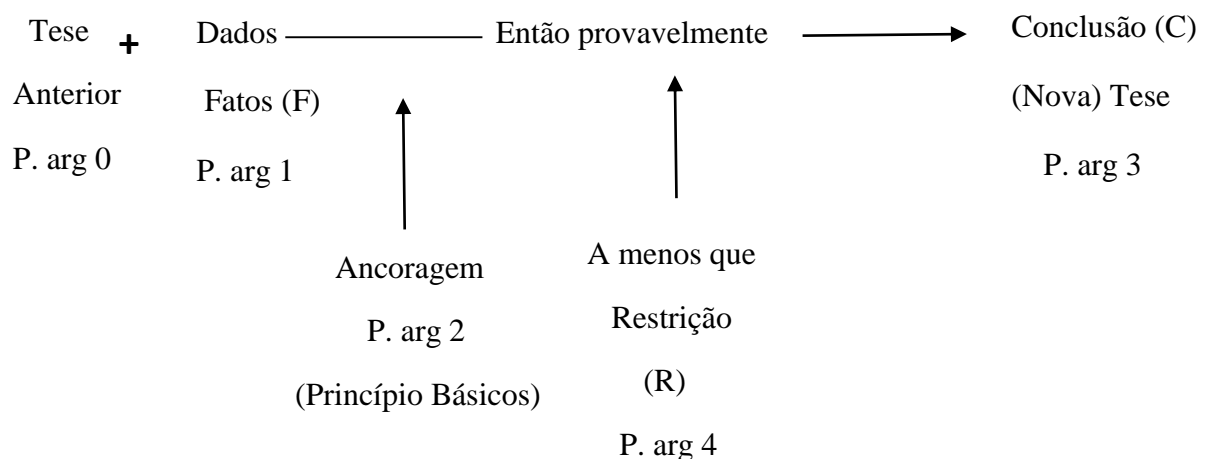 Tese + Dados Então provavelmente Conclusão (C)
Anterior Fatos (F) (Nova) Tese
P. arg 0 P. arg 1 P. arg 3
Ancoragem A menos que
P. arg 2 Restrição
(Princípio Básicos) (R)
P. arg 4